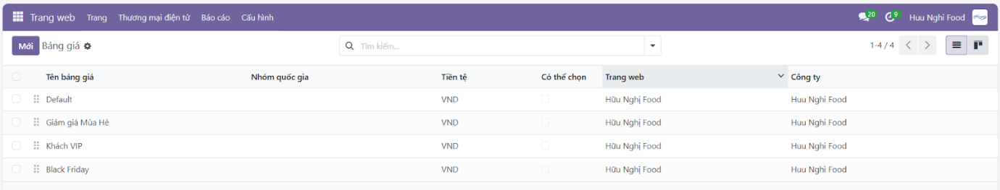 Trang web Trang Thương mại điện tử Báo cáo Cấu hình 20 9 Huu Nghi Food
Mới Bảng giá Tìm kiếm... 1-4 / 4
Tên bảng giá Nhóm quốc gia Tiền tệ Có thể chọn Trang web Công ty
Default VND Hữu Nghị Food Huu Nghi Food
Giảm giá Mùa Hè VND Hữu Nghị Food Huu Nghi Food
Khách VIP VND Hữu Nghị Food Huu Nghi Food
Black Friday VND Hữu Nghị Food Huu Nghi Food